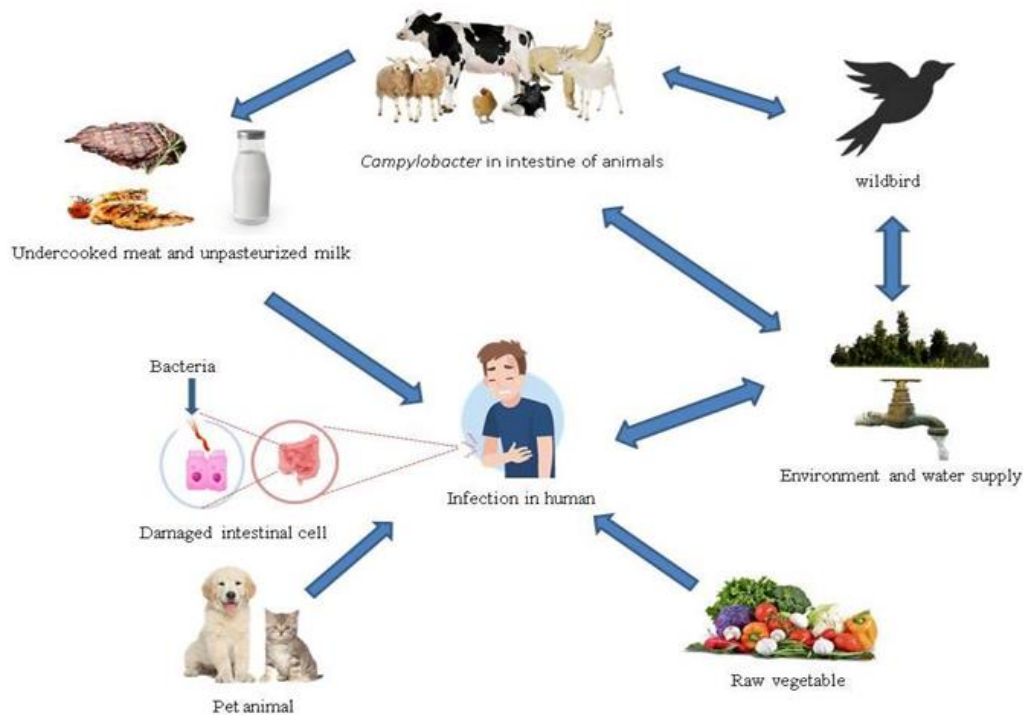 Campylobacter in intestine of animals
wildbird
Undercooked meat and unpasteurized milk
Bacteria
Environment and water supply
Infection in human
Damaged intestinal cell
Raw vegetable
Pet animal